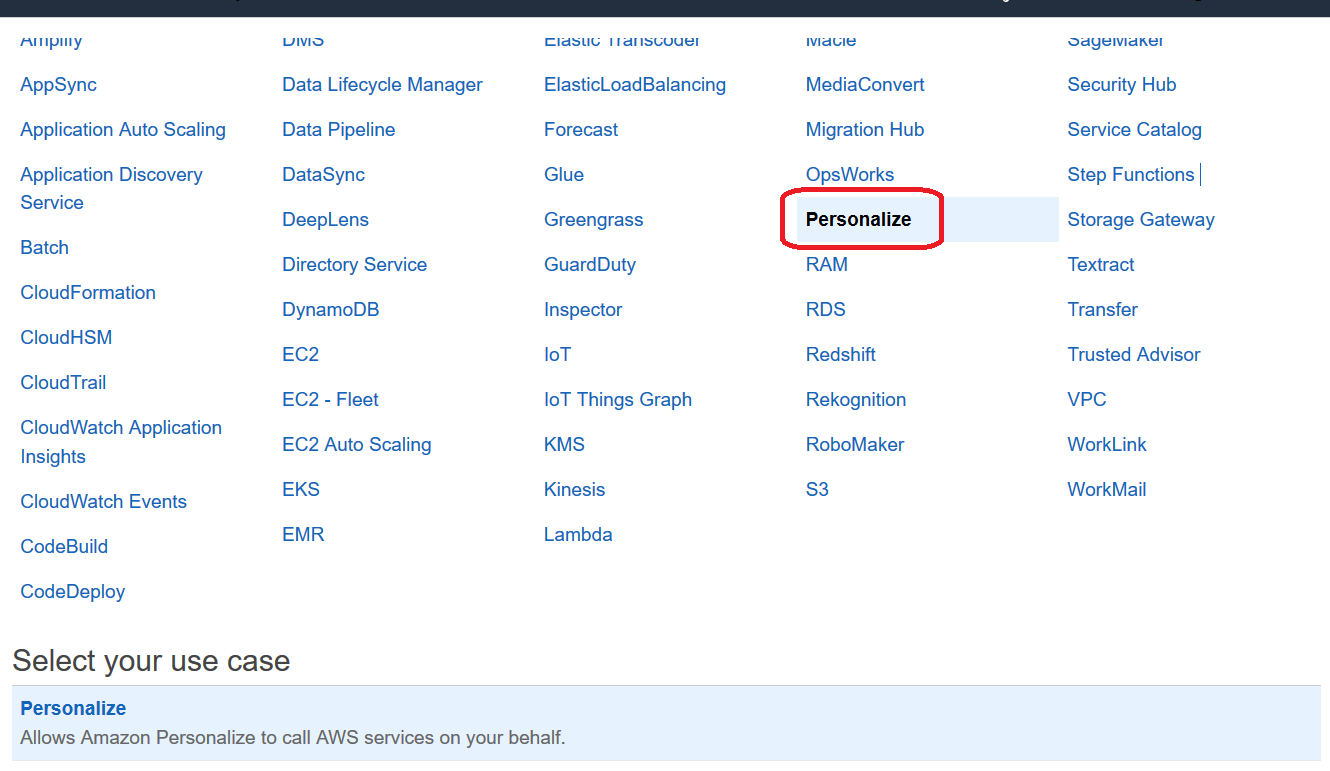 Amplify
AppSync
Application Auto Scaling
Application Discovery
Service
Batch
CloudFormation
CloudHSM
CloudTrail
CloudWatch Application
Insights
CloudWatch Events
CodeBuild
CodeDeploy
DMS
Data Lifecycle Manager
Data Pipeline
DataSync
DeepLens
Directory Service
DynamoDB
EC2
EC2 - Fleet
EC2 Auto Scaling
EKS
EMR
Elastic Transcoder
ElasticLoadBalancing
Forecast
Glue
Greengrass
GuardDuty
Inspector
IoT
IoT Things Graph
KMS
Kinesis
Lambda
Macie
MediaConvert
Migration Hub
OpsWorks
Personalize
RAM
RDS
Redshift
Rekognition
RoboMaker
S3
SageMaker
Security Hub
Service Catalog
Step Functions
Storage Gateway
Textract
Transfer
Trusted Advisor
VPC
WorkLink
WorkMail
Select your use case
Personalize
Allows Amazon Personalize to call AWS services on your behalf.